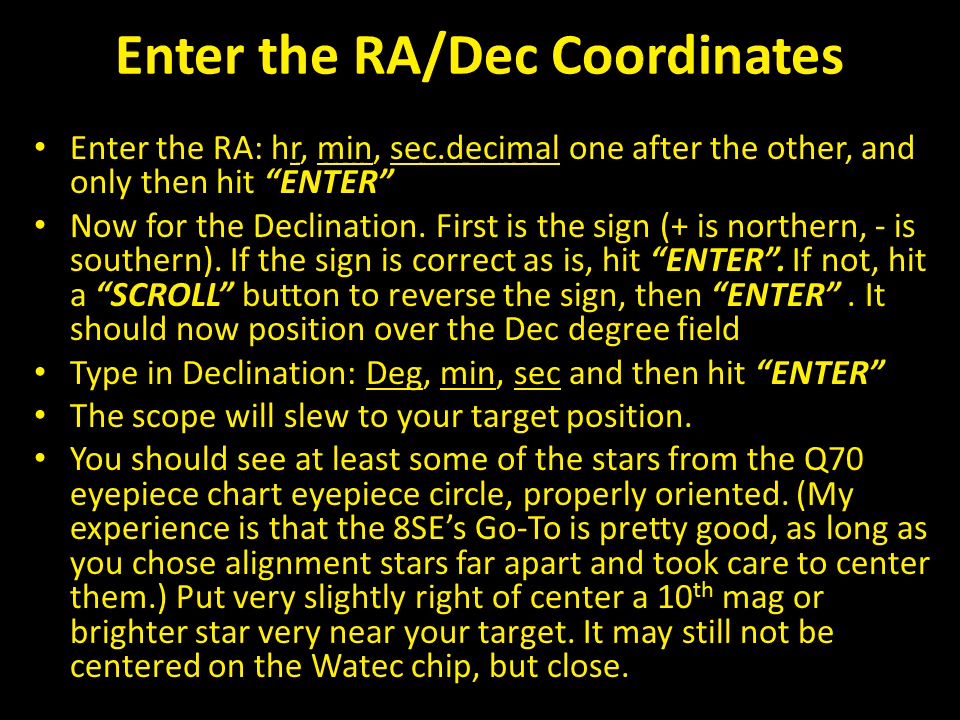 Enter the RA/Dec Coordinates
• Enter the RA: hr, min, sec.decimal one after the other, and
only then hit “ENTER”
• Now for the Declination. First is the sign (+ is northern, - is
southern). If the sign is correct as is, hit “ENTER”. If not, hit
a “SCROLL” button to reverse the sign, then “ENTER” . It
should now position over the Dec degree field
• Type in Declination: Deg, min, sec and then hit “ENTER”
• The scope will slew to your target position.
• You should see at least some of the stars from the Q70
eyepiece chart eyepiece circle, properly oriented. (My
experience is that the 8SE’s Go-To is pretty good, as long as
you chose alignment stars far apart and took care to center
them.) Put very slightly right of center a 10th mag or
brighter star very near your target. It may still not be
centered on the Watec chip, but close.